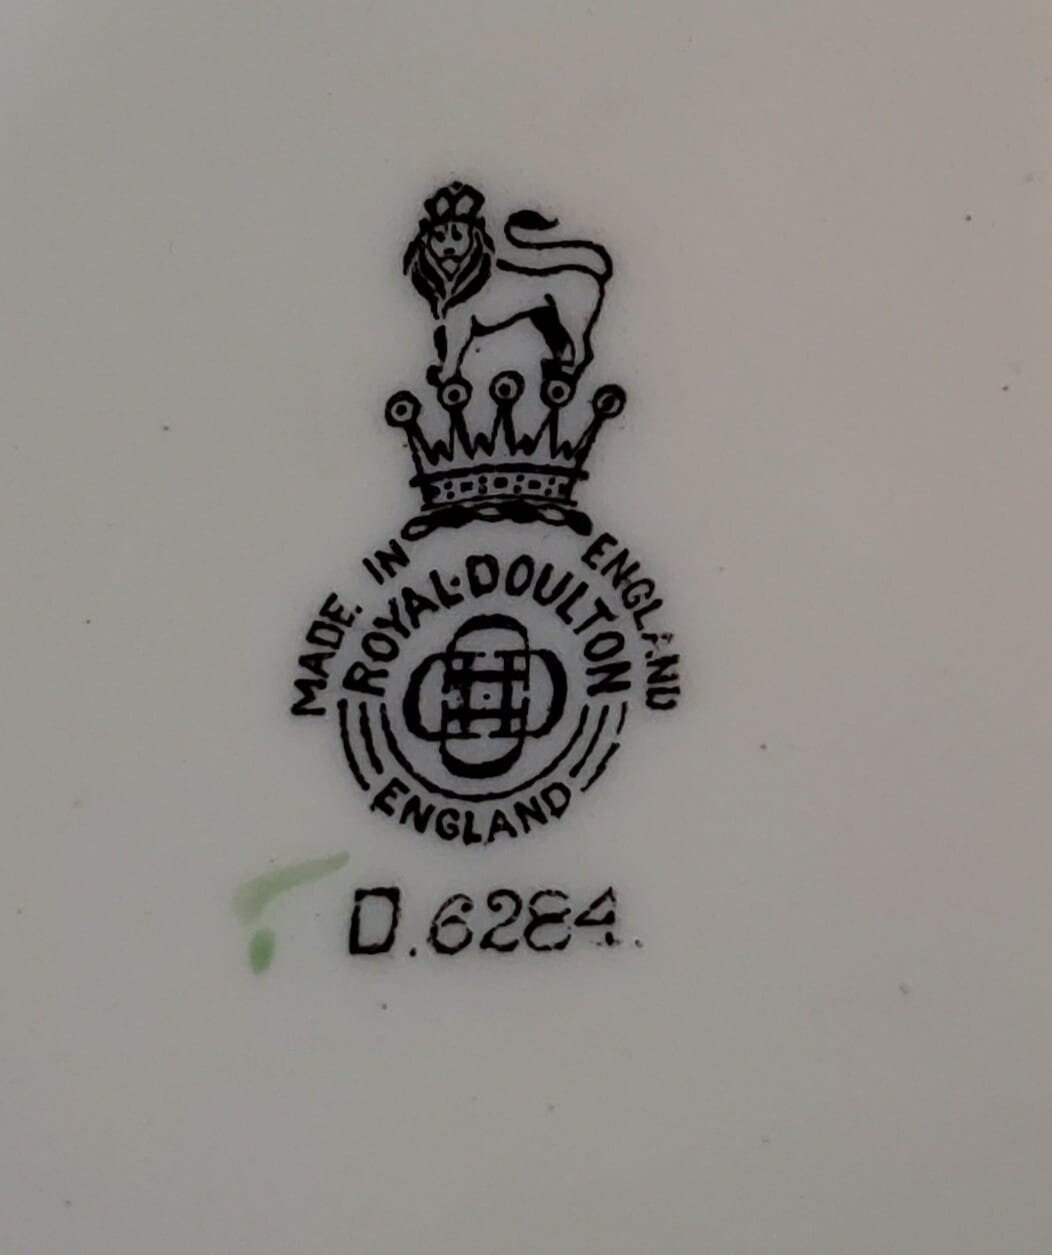 MADE IN ENGLAND
ROYAL·DOULTON
ENGLAND
D.6284.